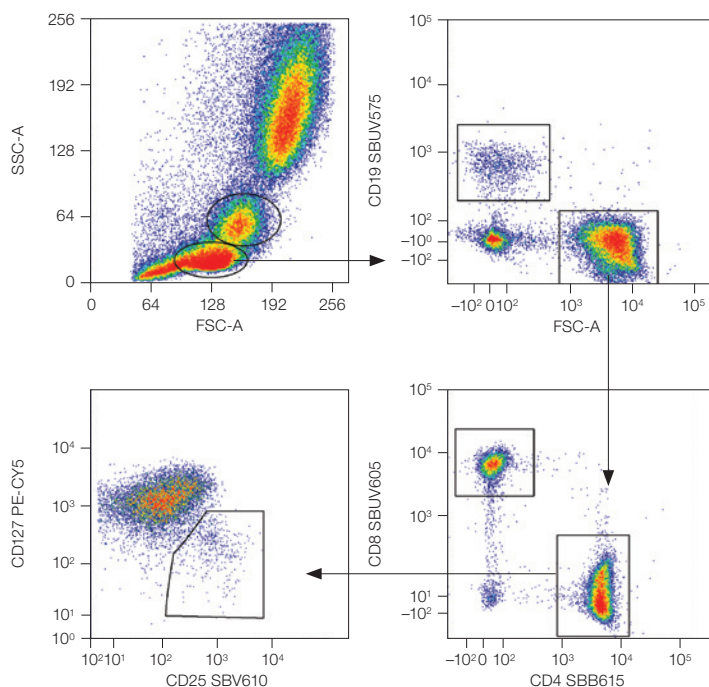 256
192
128
64
0
SSC-A
0 64 128 192 256
FSC-A
10⁵
10⁴
10³
10²
−10⁰
−10²
CD19 SBUV575
−10² 0 10² 10³ 10⁴ 10⁵
FSC-A
10⁴
10³
10²
10¹
10⁰
CD127 PE-CY5
10² 10¹ 10² 10³ 10⁴
CD25 SBV610
10⁵
10⁴
10³
10¹
−10²
CD8 SBUV605
−10² 0 10³ 10⁴ 10⁵
CD4 SBB615